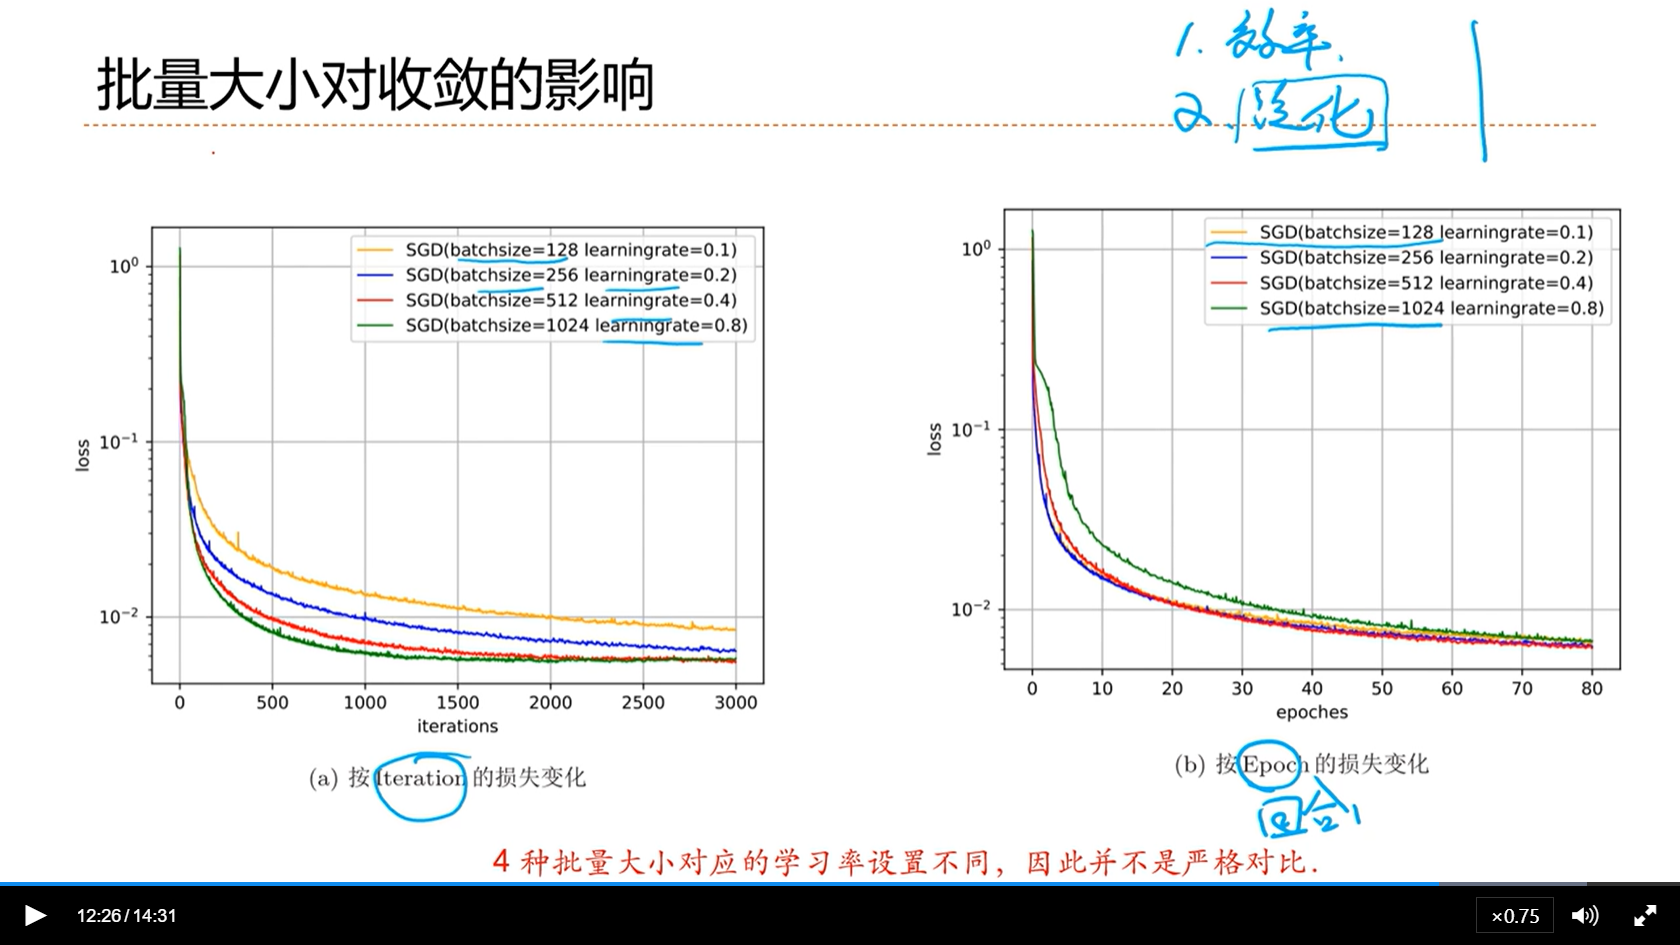 1. 效率.
批量大小对收敛的影响
2. 泛化
SGD(batchsize=128 learningrate=0.1)
SGD(batchsize=256 learningrate=0.2)
SGD(batchsize=512 learningrate=0.4)
SGD(batchsize=1024 learningrate=0.8)
10⁰
10⁻¹
10⁻²
loss
0 500 1000 1500 2000 2500 3000
iterations
(a) 按 Iteration 的损失变化
SGD(batchsize=128 learningrate=0.1)
SGD(batchsize=256 learningrate=0.2)
SGD(batchsize=512 learningrate=0.4)
SGD(batchsize=1024 learningrate=0.8)
10⁰
10⁻¹
10⁻²
loss
0 10 20 30 40 50 60 70 80
epoches
(b) 按 Epoch 的损失变化
回合
4 种批量大小对应的学习率设置不同，因此并不是严格对比.
12:26 / 14:31
×0.75